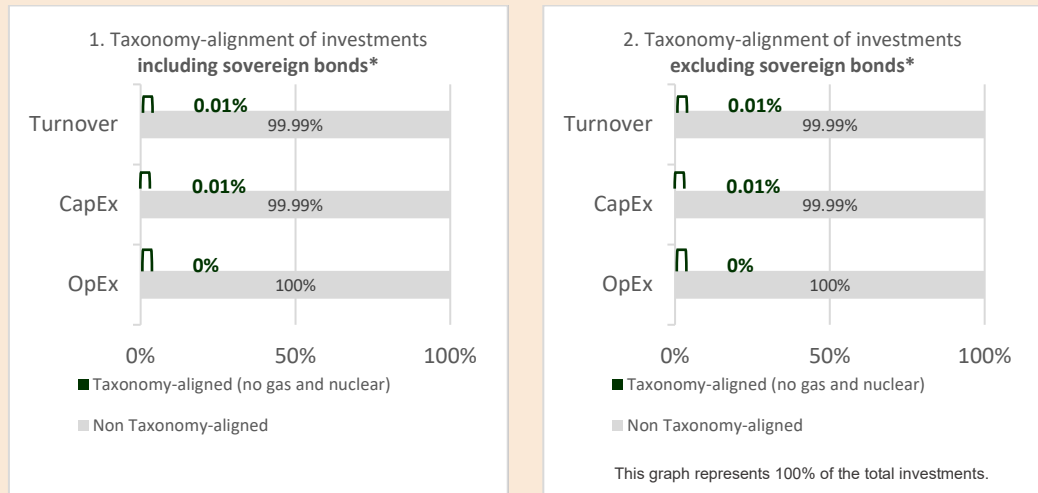 1. Taxonomy-alignment of investments
including sovereign bonds*
Turnover
0.01%
99.99%
CapEx
0.01%
99.99%
OpEx
0%
100%
0% 50% 100%
Taxonomy-aligned (no gas and nuclear)
Non Taxonomy-aligned
2. Taxonomy-alignment of investments
excluding sovereign bonds*
Turnover
0.01%
99.99%
CapEx
0.01%
99.99%
OpEx
0%
100%
0% 50% 100%
Taxonomy-aligned (no gas and nuclear)
Non Taxonomy-aligned
This graph represents 100% of the total investments.